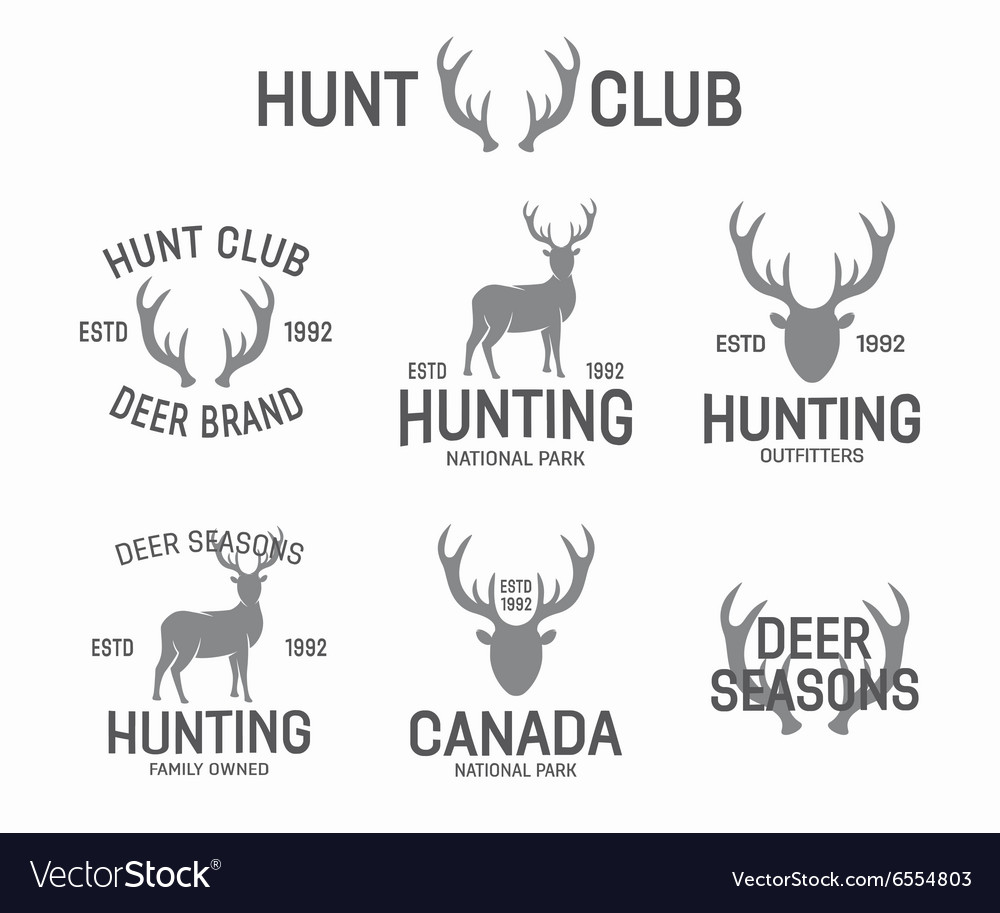 HUNT CLUB
HUNT CLUB
ESTD 1992
DEER BRAND
ESTD 1992
HUNTING
NATIONAL PARK
ESTD 1992
HUNTING
OUTFITTERS
DEER SEASONS
ESTD 1992
HUNTING
FAMILY OWNED
ESTD
1992
CANADA
NATIONAL PARK
DEER
SEASONS
VectorStock®
VectorStock.com/6554803